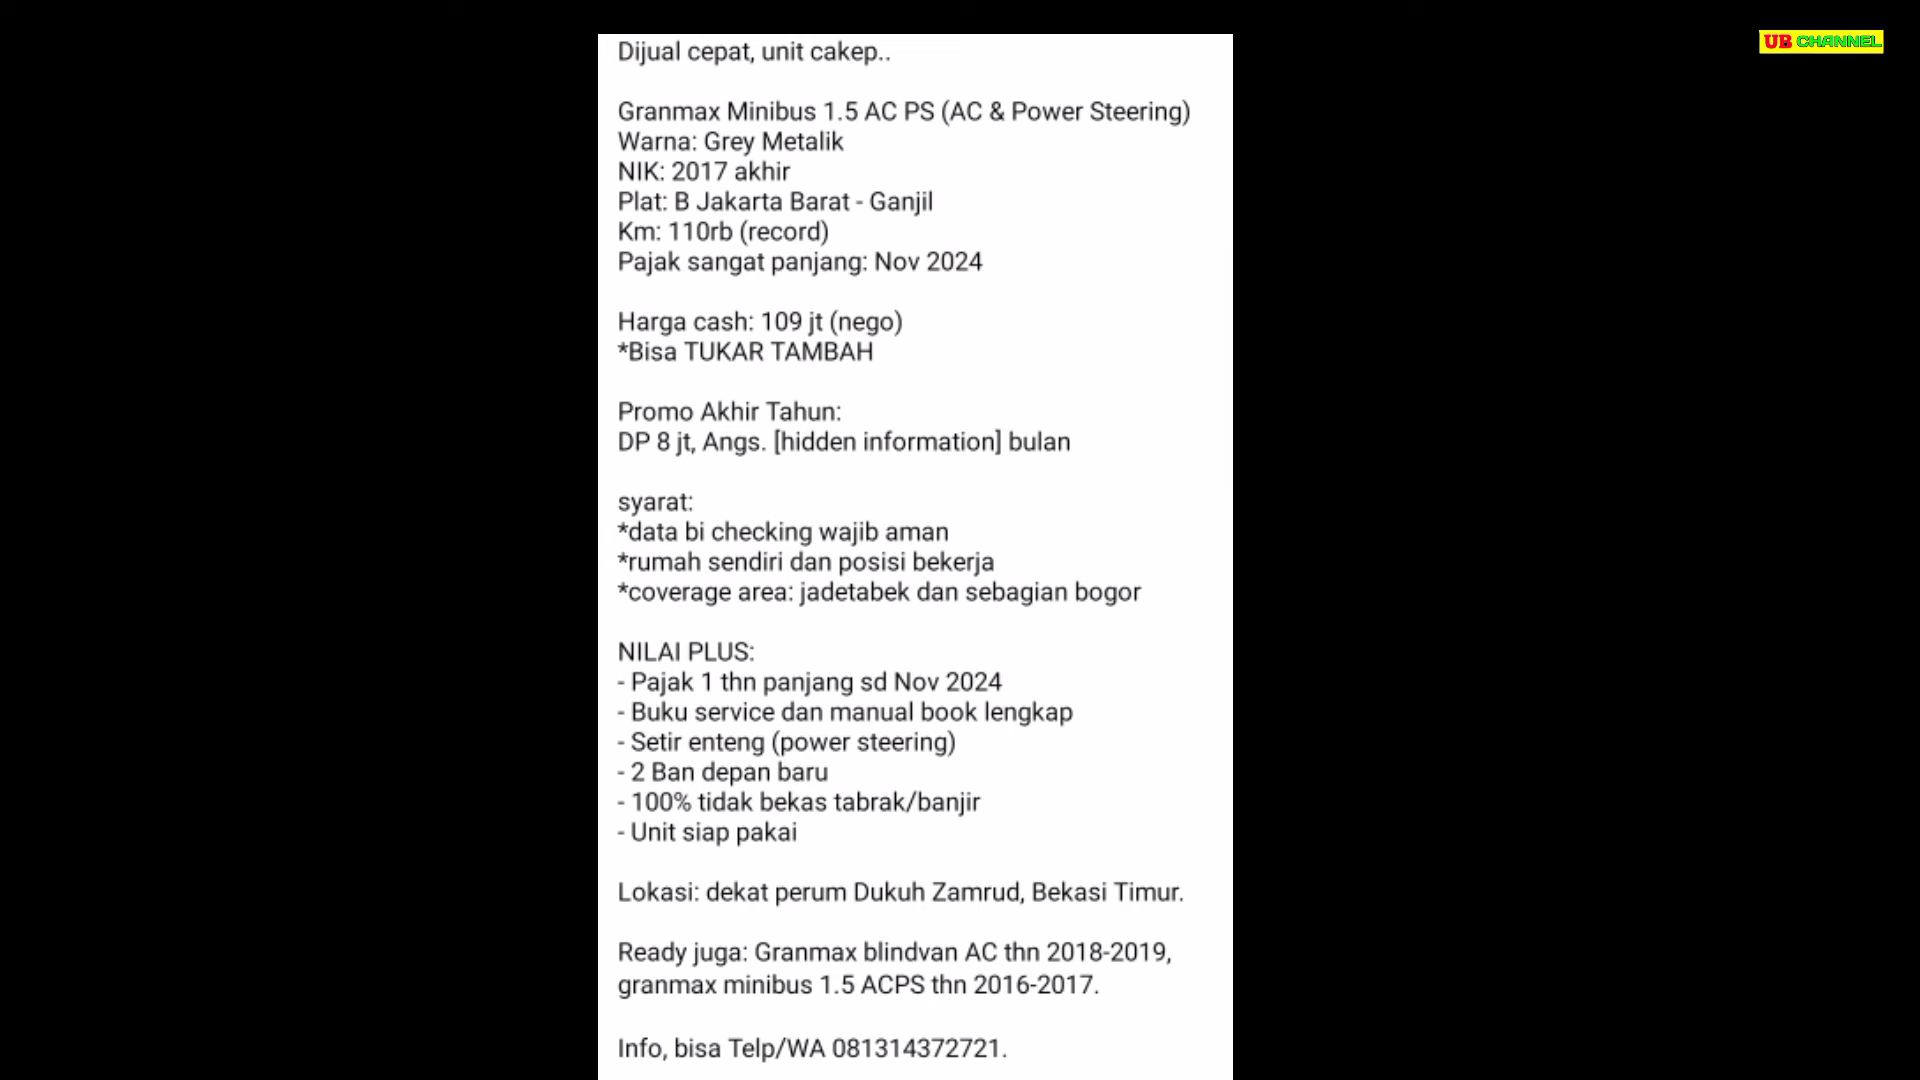 UB CHANNEL
Dijual cepat, unit cakep..
Granmax Minibus 1.5 AC PS (AC & Power Steering)
Warna: Grey Metalik
NIK: 2017 akhir
Plat: B Jakarta Barat - Ganjil
Km: 110rb (record)
Pajak sangat panjang: Nov 2024
Harga cash: 109 jt (nego)
*Bisa TUKAR TAMBAH
Promo Akhir Tahun:
DP 8 jt, Angs. [hidden information] bulan
syarat:
*data bi checking wajib aman
*rumah sendiri dan posisi bekerja
*coverage area: jadetabek dan sebagian bogor
NILAI PLUS:
- Pajak 1 thn panjang sd Nov 2024
- Buku service dan manual book lengkap
- Setir enteng (power steering)
- 2 Ban depan baru
- 100% tidak bekas tabrak/banjir
- Unit siap pakai
Lokasi: dekat perum Dukuh Zamrud, Bekasi Timur.
Ready juga: Granmax blindvan AC thn 2018-2019,
granmax minibus 1.5 ACPS thn 2016-2017.
Info, bisa Telp/WA 081314372721.